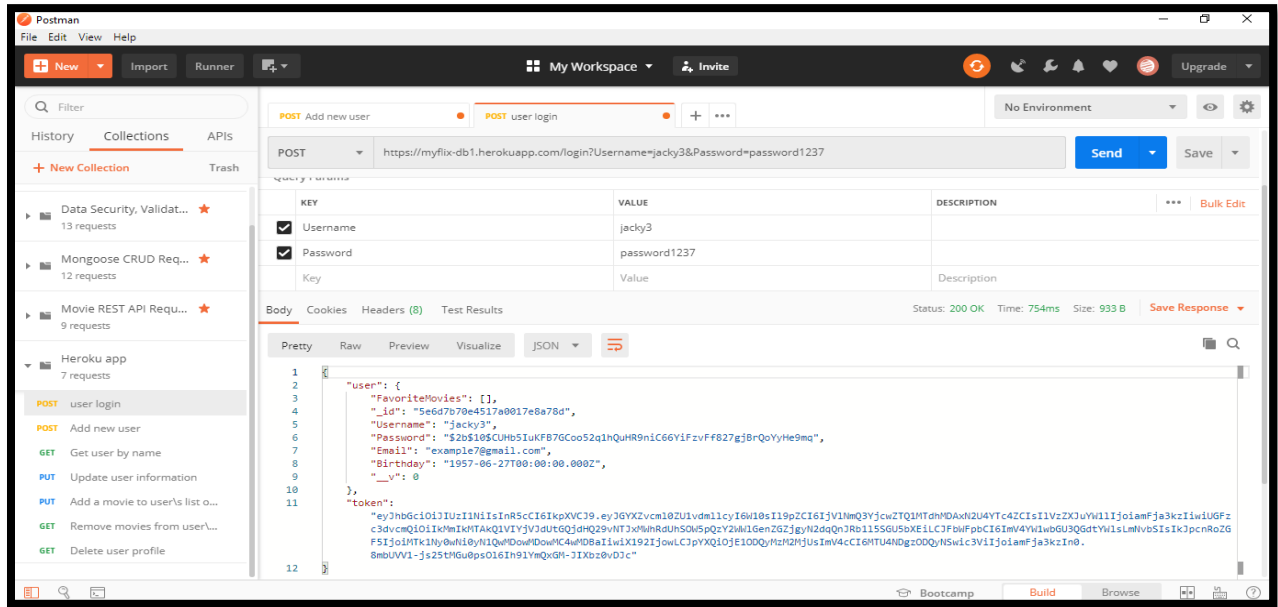 Postman
File Edit View Help
New Import Runner My Workspace Invite Upgrade
Filter
History Collections APIs
New Collection Trash
Data Security, Validat...
13 requests
Mongoose CRUD Req...
12 requests
Movie REST API Requ...
9 requests
Heroku app
7 requests
POST user login
POST Add new user
GET Get user by name
PUT Update user information
PUT Add a movie to user\s list o...
GET Remove movies from user\...
GET Delete user profile
POST Add new user POST user login No Environment
POST https://myflix-db1.herokuapp.com/login?Username=jacky3&Password=password1237 Send Save
Query Params
KEY VALUE DESCRIPTION Bulk Edit
Username jacky3
Password password1237
Key Value Description
Body Cookies Headers (8) Test Results Status: 200 OK Time: 754ms Size: 933 B Save Response
Pretty Raw Preview Visualize JSON
1 {
2 "user": {
3 "FavoriteMovies": [],
4 "_id": "5e6d7b70e4517a0017e8a78d",
5 "Username": "jacky3",
6 "Password": "$2b$10$CUHb5IuKFB7GCoo52q1hQuHR9niC66YiFzvFf827gjBrQoYyHe9mq",
7 "Email": "example7@gmail.com",
8 "Birthday": "1957-06-27T00:00:00.000Z",
9 "__v": 0
10 },
11 "token":
12 }
Bootcamp Build Browse